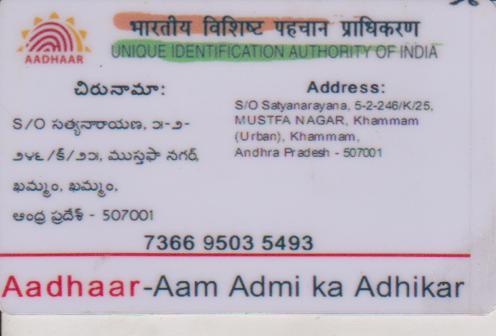 भारतीय विशिष्ट पहचान प्राधिकरण
AADHAAR
UNIQUE IDENTIFICATION AUTHORITY OF INDIA
చిరునామా:
S/O సత్యనారాయణ, ౫-౨-
౨౪౬/క్/౨౫, ముస్తఫా నగర్,
ఖమ్మం, ఖమ్మం,
ఆంధ్ర ప్రదేశ్ - 507001
Address:
S/O Satyanarayana, 5-2-246/K/25,
MUSTFA NAGAR, Khammam
(Urban), Khammam,
Andhra Pradesh - 507001
7366 9503 5493
Aadhaar-Aam Admi ka Adhikar